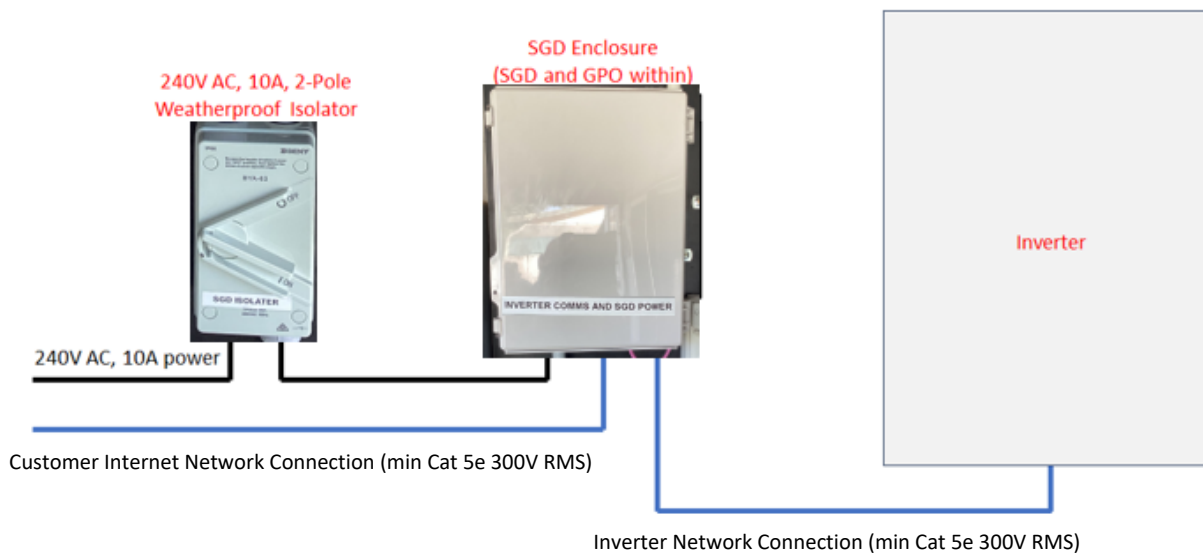 SGD Enclosure
(SGD and GPO within)
240V AC, 10A, 2-Pole
Weatherproof Isolator
OFF
SGD ISOLATER
INVERTER COMMS AND SGD POWER
Inverter
240V AC, 10A power
Customer Internet Network Connection (min Cat 5e 300V RMS)
Inverter Network Connection (min Cat 5e 300V RMS)